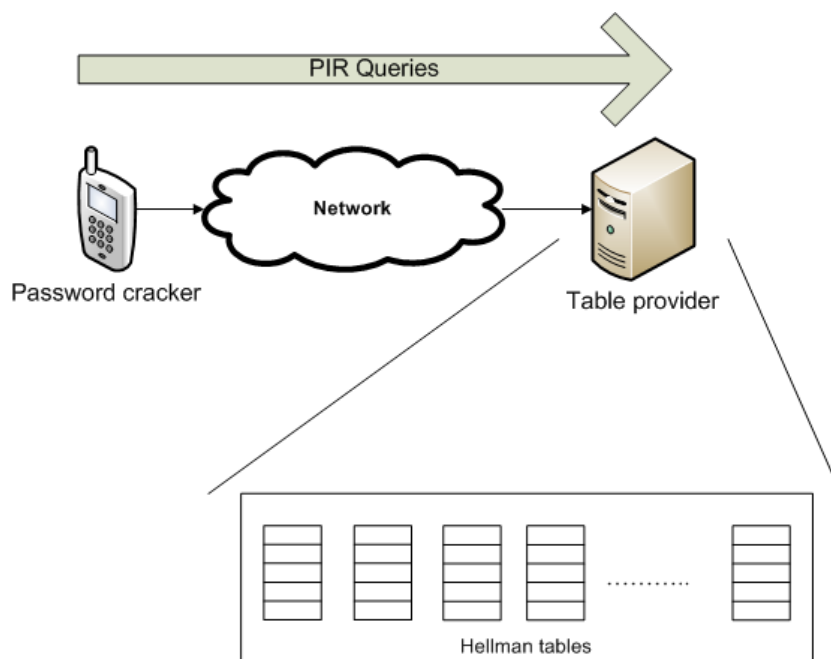 PIR Queries
Network
Password cracker
Table provider
Hellman tables